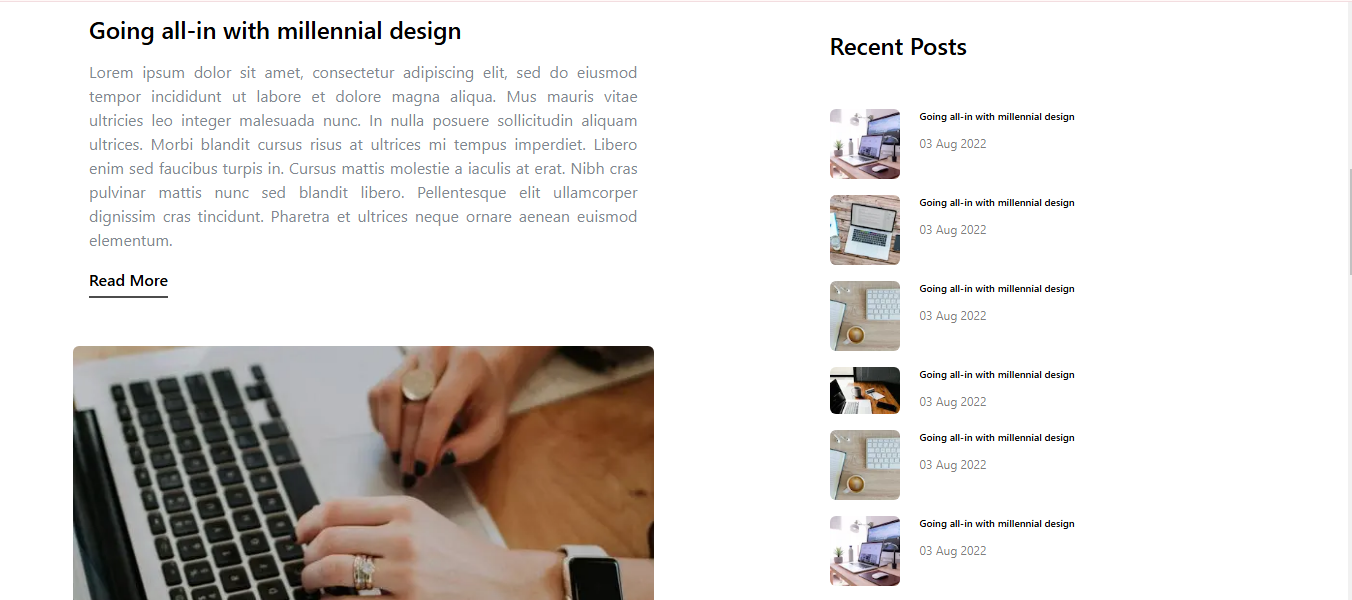 Going all-in with millennial design
Lorem ipsum dolor sit amet, consectetur adipiscing elit, sed do eiusmod
tempor incididunt ut labore et dolore magna aliqua. Mus mauris vitae
ultricies leo integer malesuada nunc. In nulla posuere sollicitudin aliquam
ultrices. Morbi blandit cursus risus at ultrices mi tempus imperdiet. Libero
enim sed faucibus turpis in. Cursus mattis molestie a iaculis at erat. Nibh cras
pulvinar mattis nunc sed blandit libero. Pellentesque elit ullamcorper
dignissim cras tincidunt. Pharetra et ultrices neque ornare aenean euismod
elementum.
Read More
Recent Posts
Going all-in with millennial design
03 Aug 2022
Going all-in with millennial design
03 Aug 2022
Going all-in with millennial design
03 Aug 2022
Going all-in with millennial design
03 Aug 2022
Going all-in with millennial design
03 Aug 2022
Going all-in with millennial design
03 Aug 2022